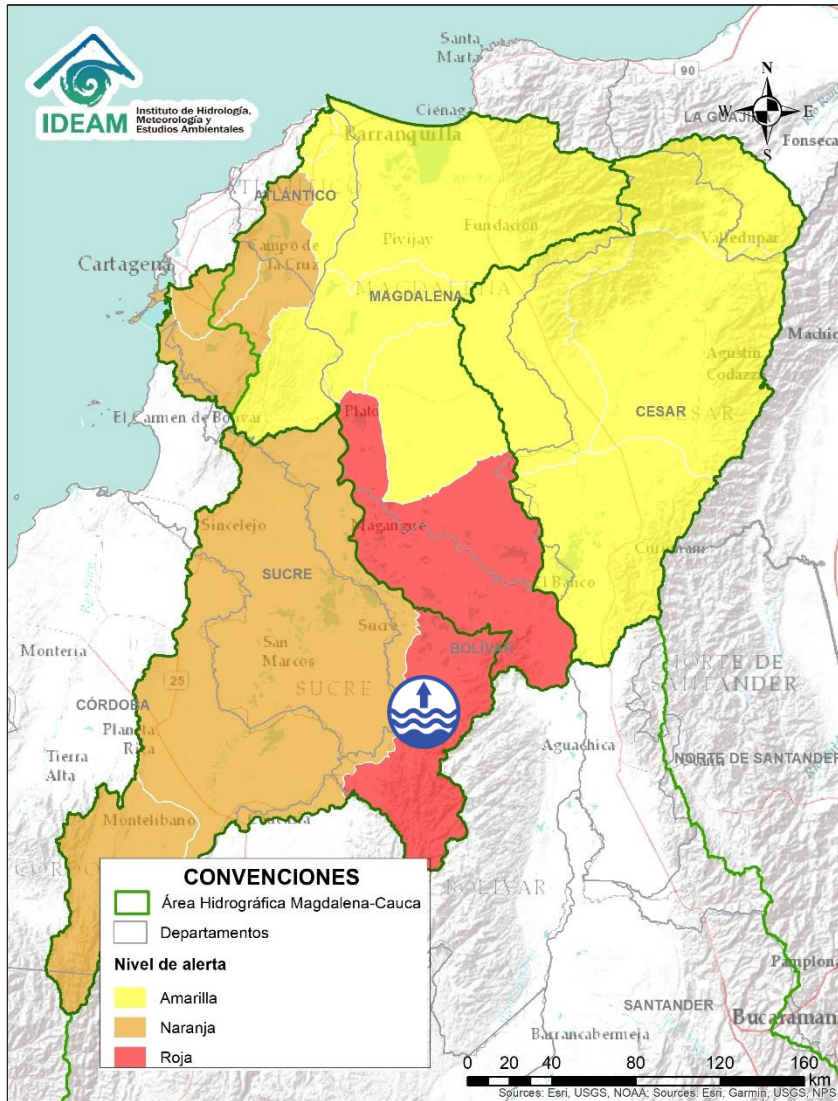 IDEAM
Instituto de Hidrología,
Meteorología y
Estudios Ambientales
Santa
Marta
Ciénaga
90
N
W
E
S
LA GUAJI
Fonseca
Barranquilla
ATLÁNTICO
Cartagena
Campo de
la Cruz
Pivijay
Fundación
Valledupar
MAGDALENA
Agustín
Codazzi
CESAR
El Carmen de Bolívar
Plato
Sincelejo
Magangué
SUCRE
El Banco
Sucre
BOLÍVAR
Montería
San
Marcos
25
SUCRE
NORTE DE
SANTANDER
CÓRDOBA
Planeta
Rica
Tierra
Alta
Aguachica
NORTE DE SANTANDER
Montelíbano
BOLÍVAR
CONVENCIONES
Área Hidrográfica Magdalena-Cauca
Departamentos
Nivel de alerta
Amarilla
Naranja
Roja
Pamplona
SANTANDER
Bucaraman
Barrancabermeja
0 20 40 80 120 160
km
Sources: Esri, USGS, NOAA; Sources: Esri, Garmin, USGS, NPS